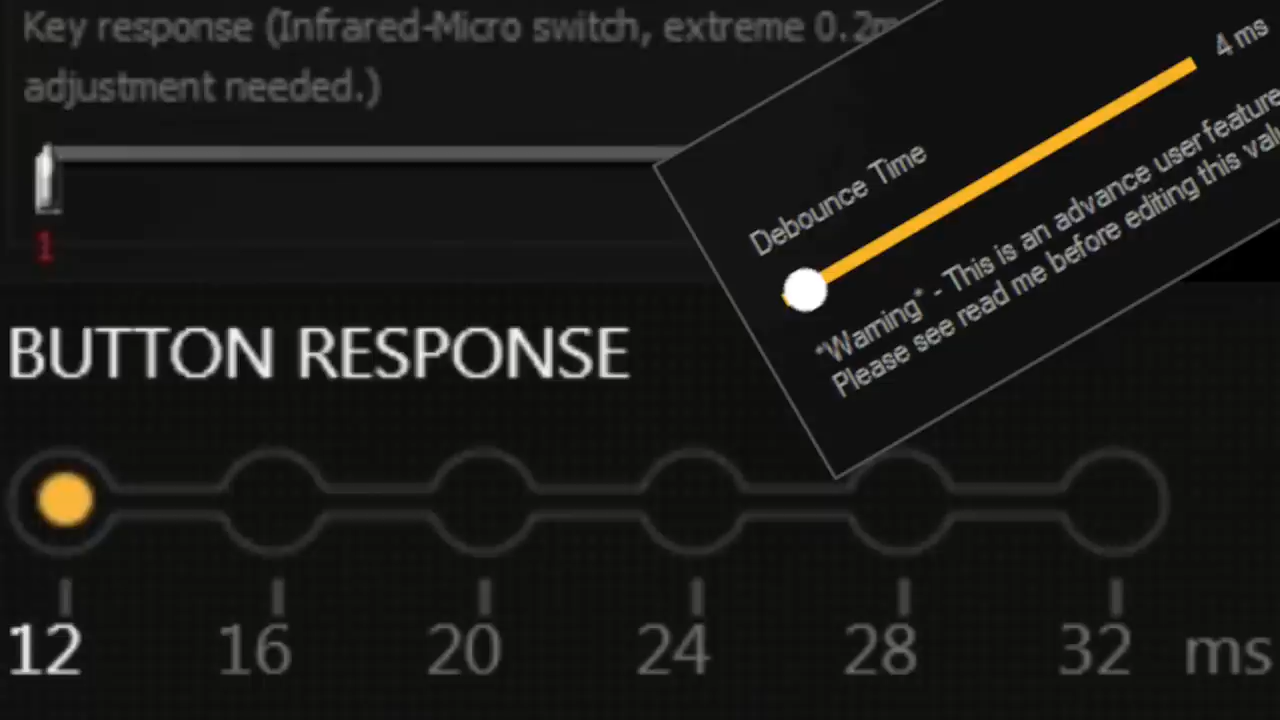 Key response (Infrared-Micro switch, extreme 0.2m
adjustment needed.)
1
4 ms
Debounce Time
*Warning* - This is an advance user feature
Please see read me before editing this val
BUTTON RESPONSE
12 16 20 24 28 32 ms